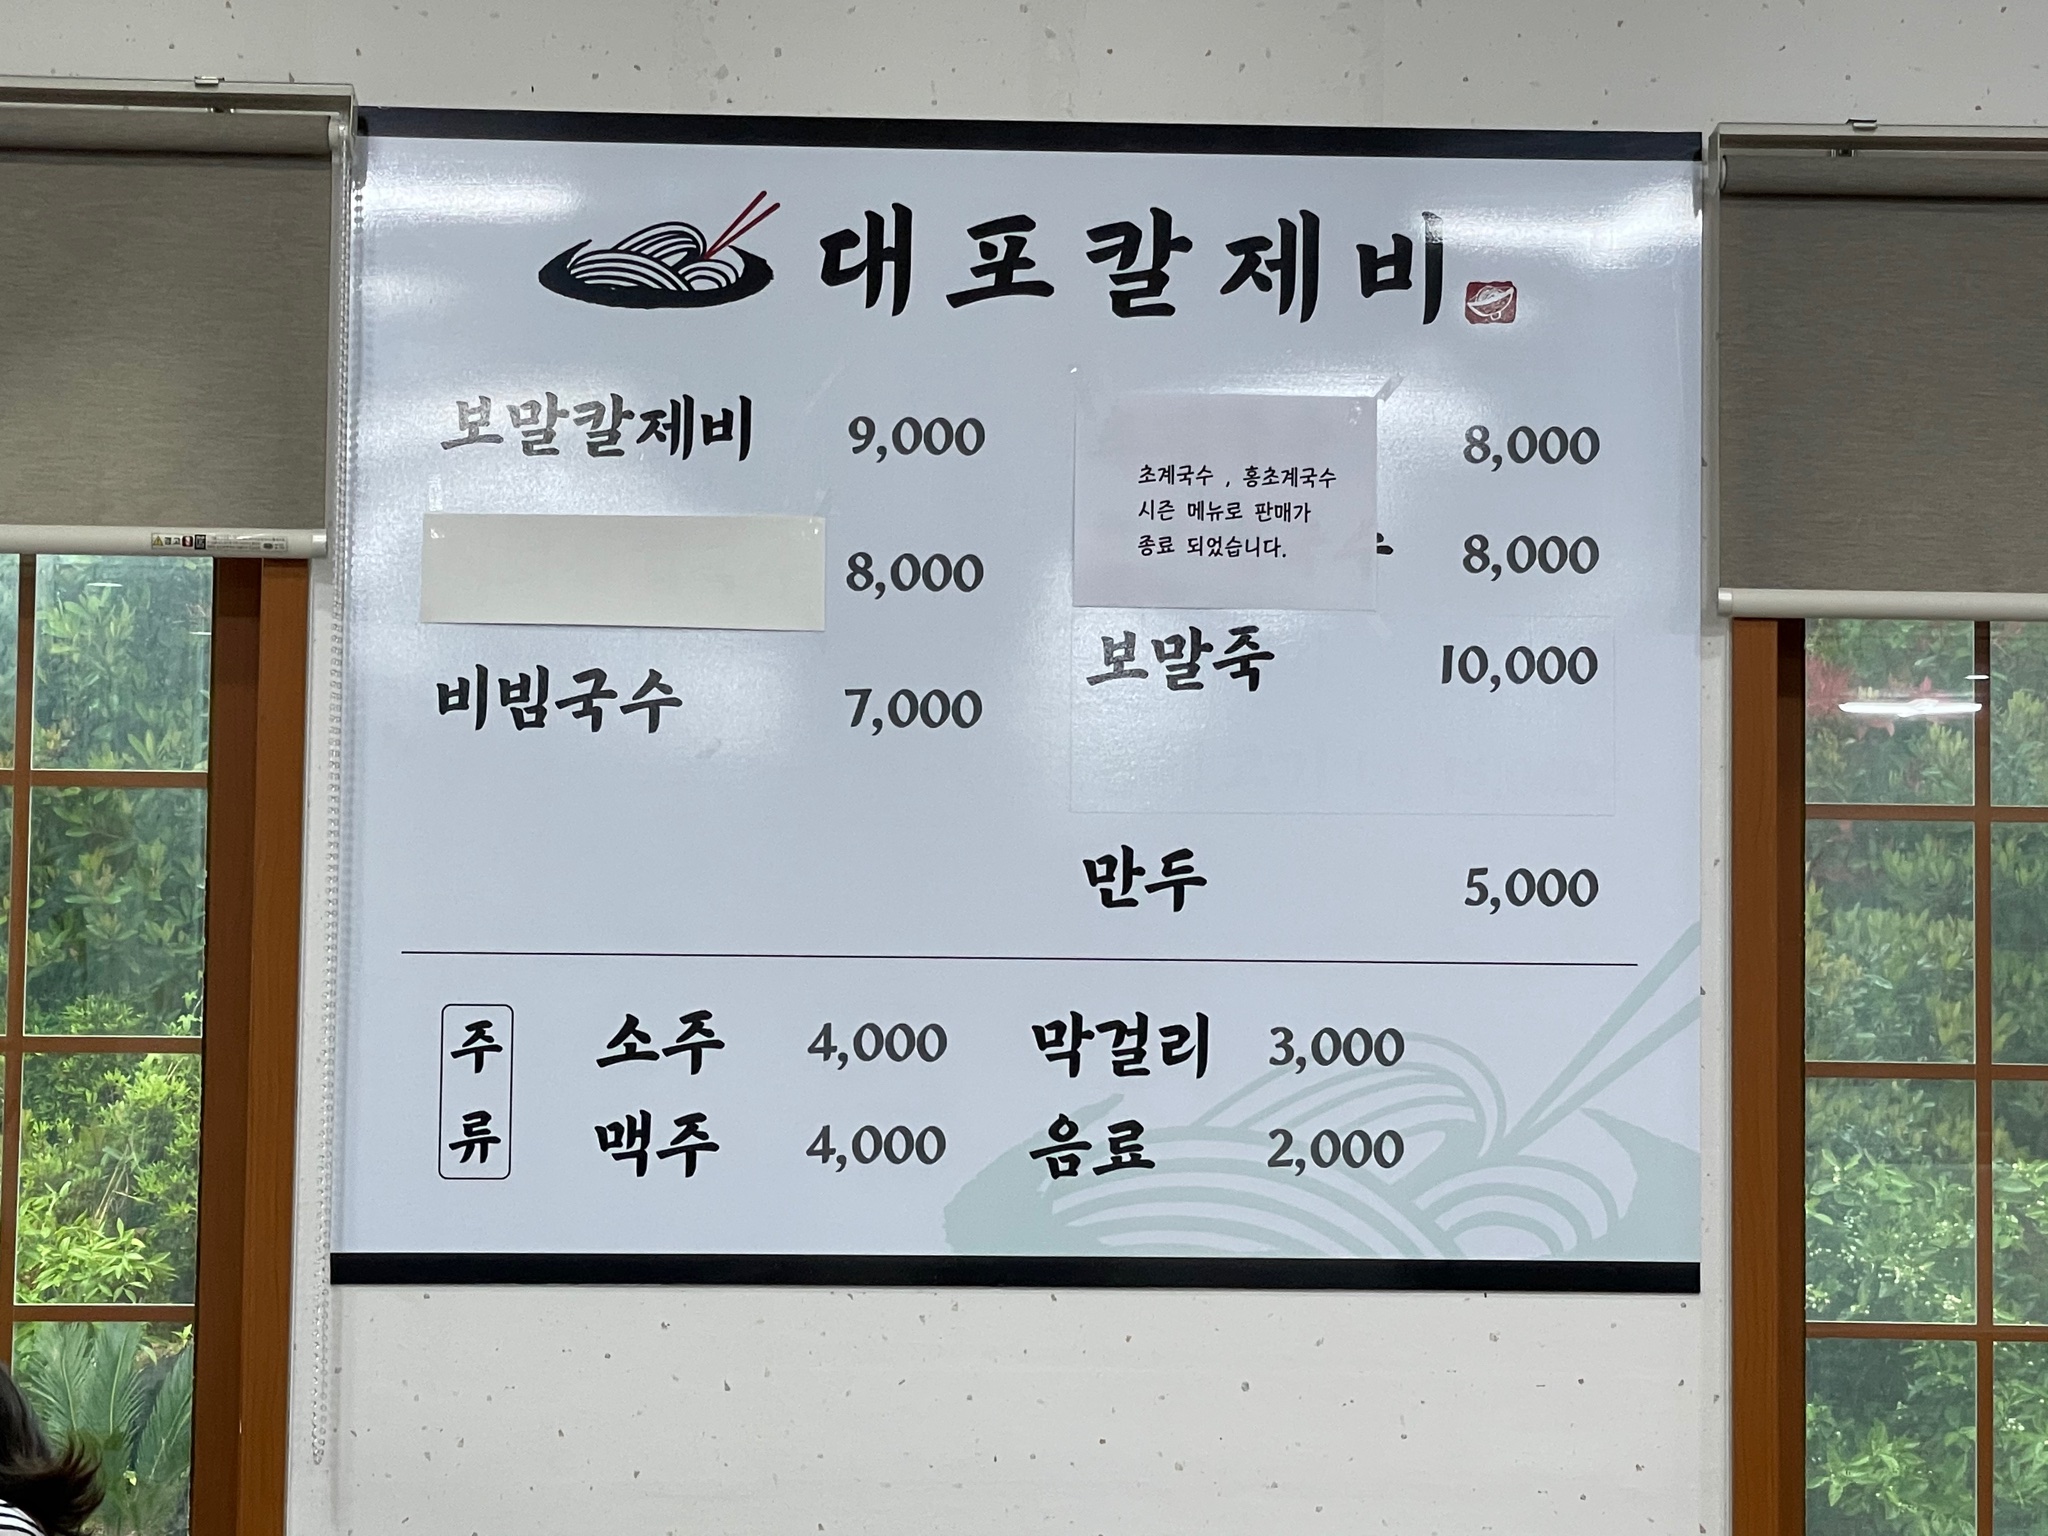 대포칼제비
보말칼제비 9,000
8,000
비빔국수 7,000
초계국수 , 홍초계국수
시즌 메뉴로 판매가
종료 되었습니다.
8,000
8,000
보말죽 10,000
만두 5,000
주류
소주 4,000 막걸리 3,000
맥주 4,000 음료 2,000
경고